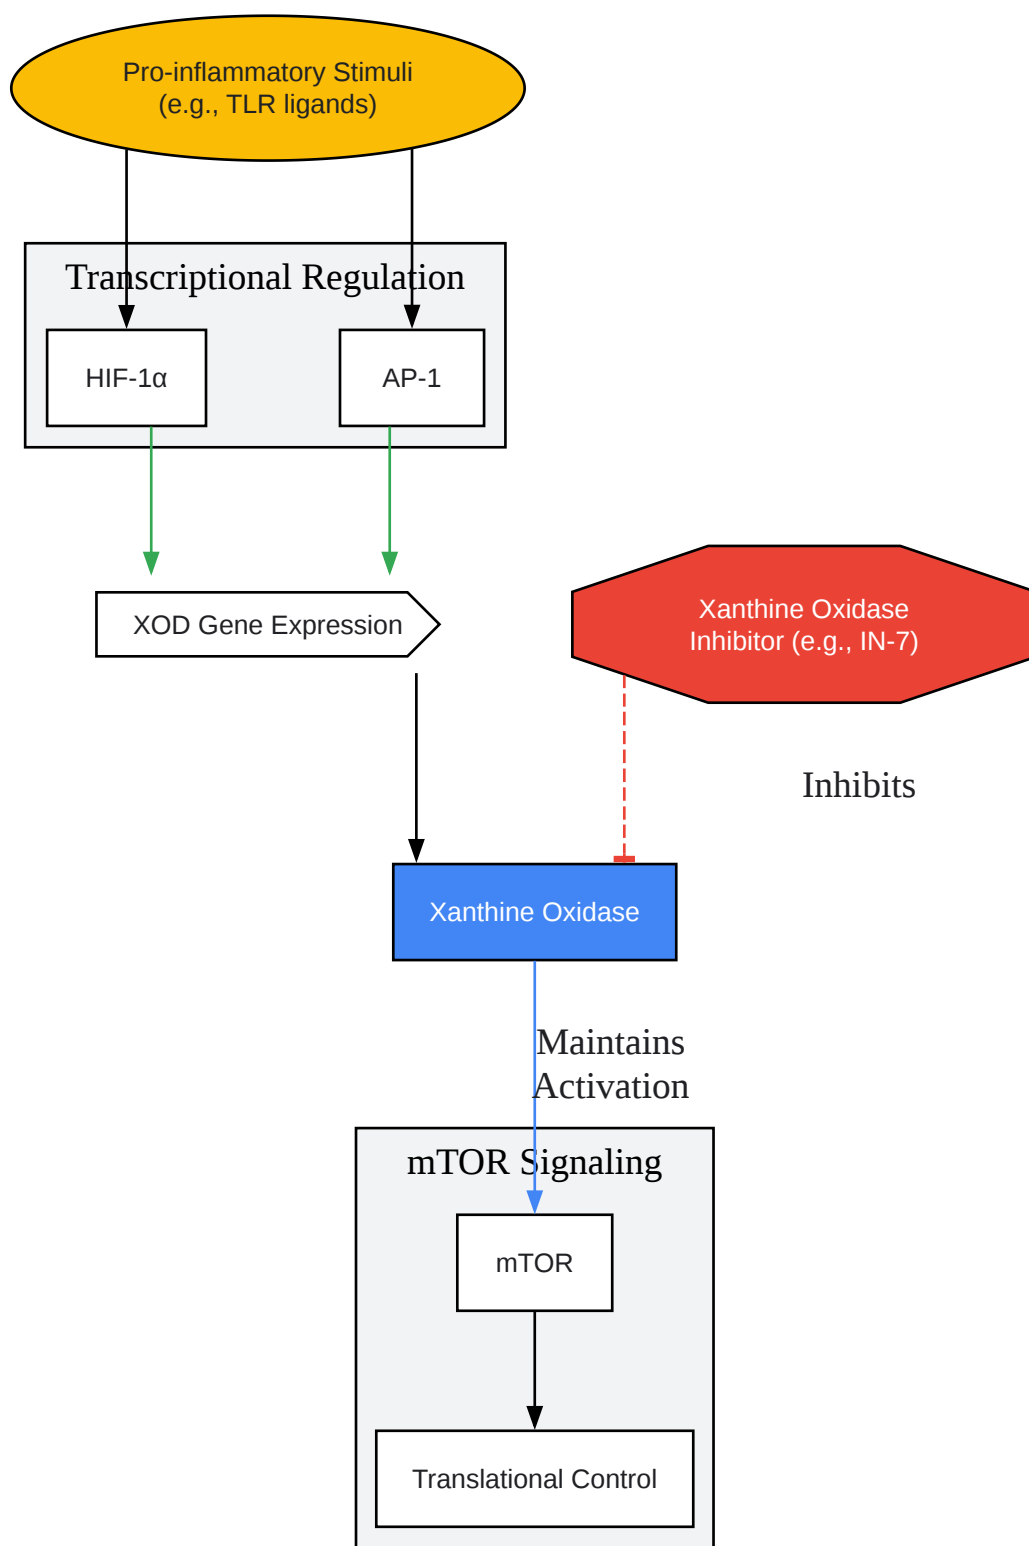 Pro-inflammatory Stimuli
(e.g., TLR ligands)
Transcriptional Regulation
HIF-1α
AP-1
XOD Gene Expression
Xanthine Oxidase
Inhibitor (e.g., IN-7)
Inhibits
Xanthine Oxidase
Maintains
Activation
mTOR Signaling
mTOR
Translational Control